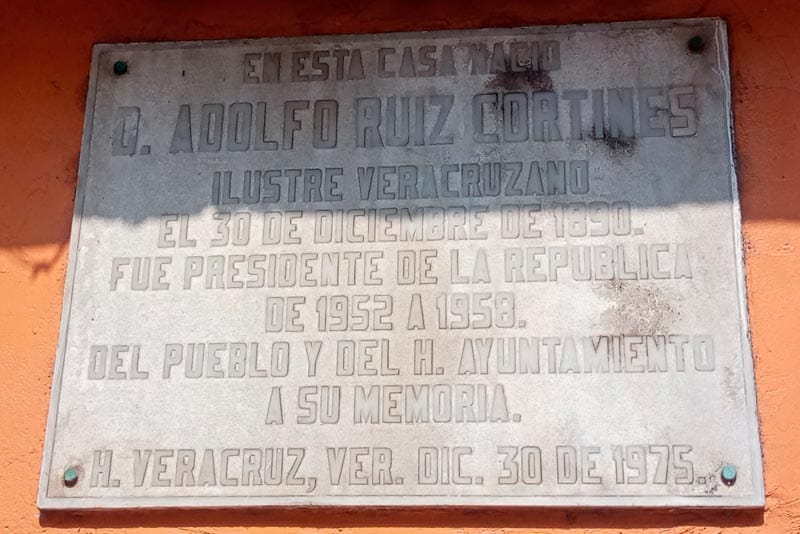 EN ESTA CASA NACIO
D. ADOLFO RUIZ CORTINES
ILUSTRE VERACRUZANO
EL 30 DE DICIEMBRE DE 1890.
FUE PRESIDENTE DE LA REPUBLICA
DE 1952 A 1958.
DEL PUEBLO Y DEL H. AYUNTAMIENTO
A SU MEMORIA.
H. VERACRUZ, VER. DIC. 30 DE 1975.